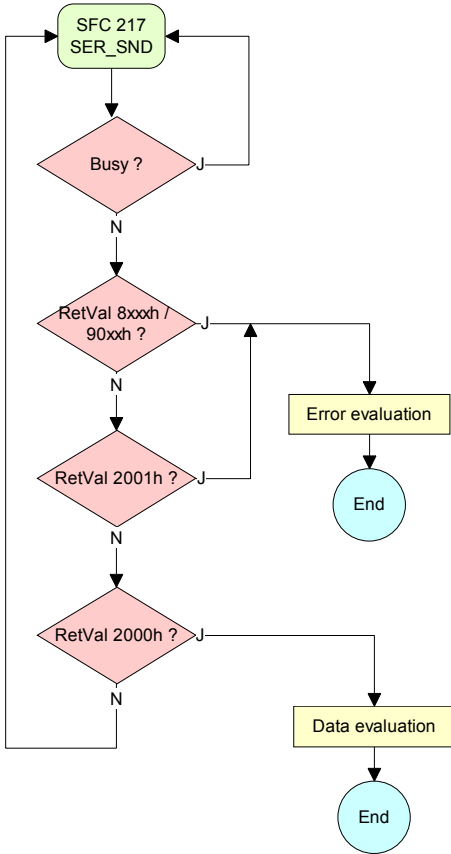 SFC 217
SER_SND
Busy ?
J
N
RetVal 8xxxh /
90xxh ?
J
N
Error evaluation
RetVal 2001h ?
J
End
N
RetVal 2000h ?
J
N
Data evaluation
End